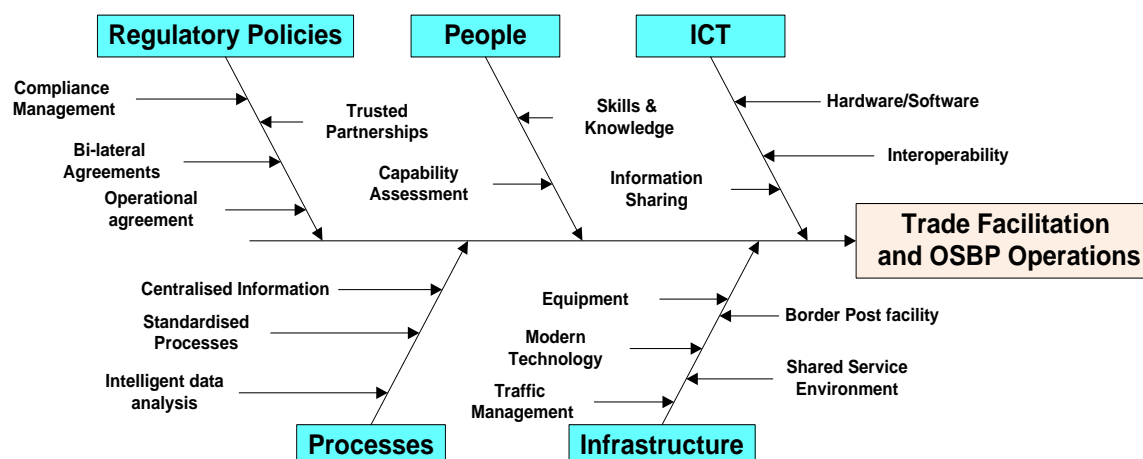 Regulatory Policies
People
ICT
Compliance
Management
Trusted
Partnerships
Bi-lateral
Agreements
Operational
agreement
Skills &
Knowledge
Capability
Assessment
Hardware/Software
Interoperability
Information
Sharing
Trade Facilitation
and OSBP Operations
Centralised Information
Standardised
Processes
Intelligent data
analysis
Equipment
Border Post facility
Modern
Technology
Shared Service
Environment
Traffic
Management
Processes
Infrastructure